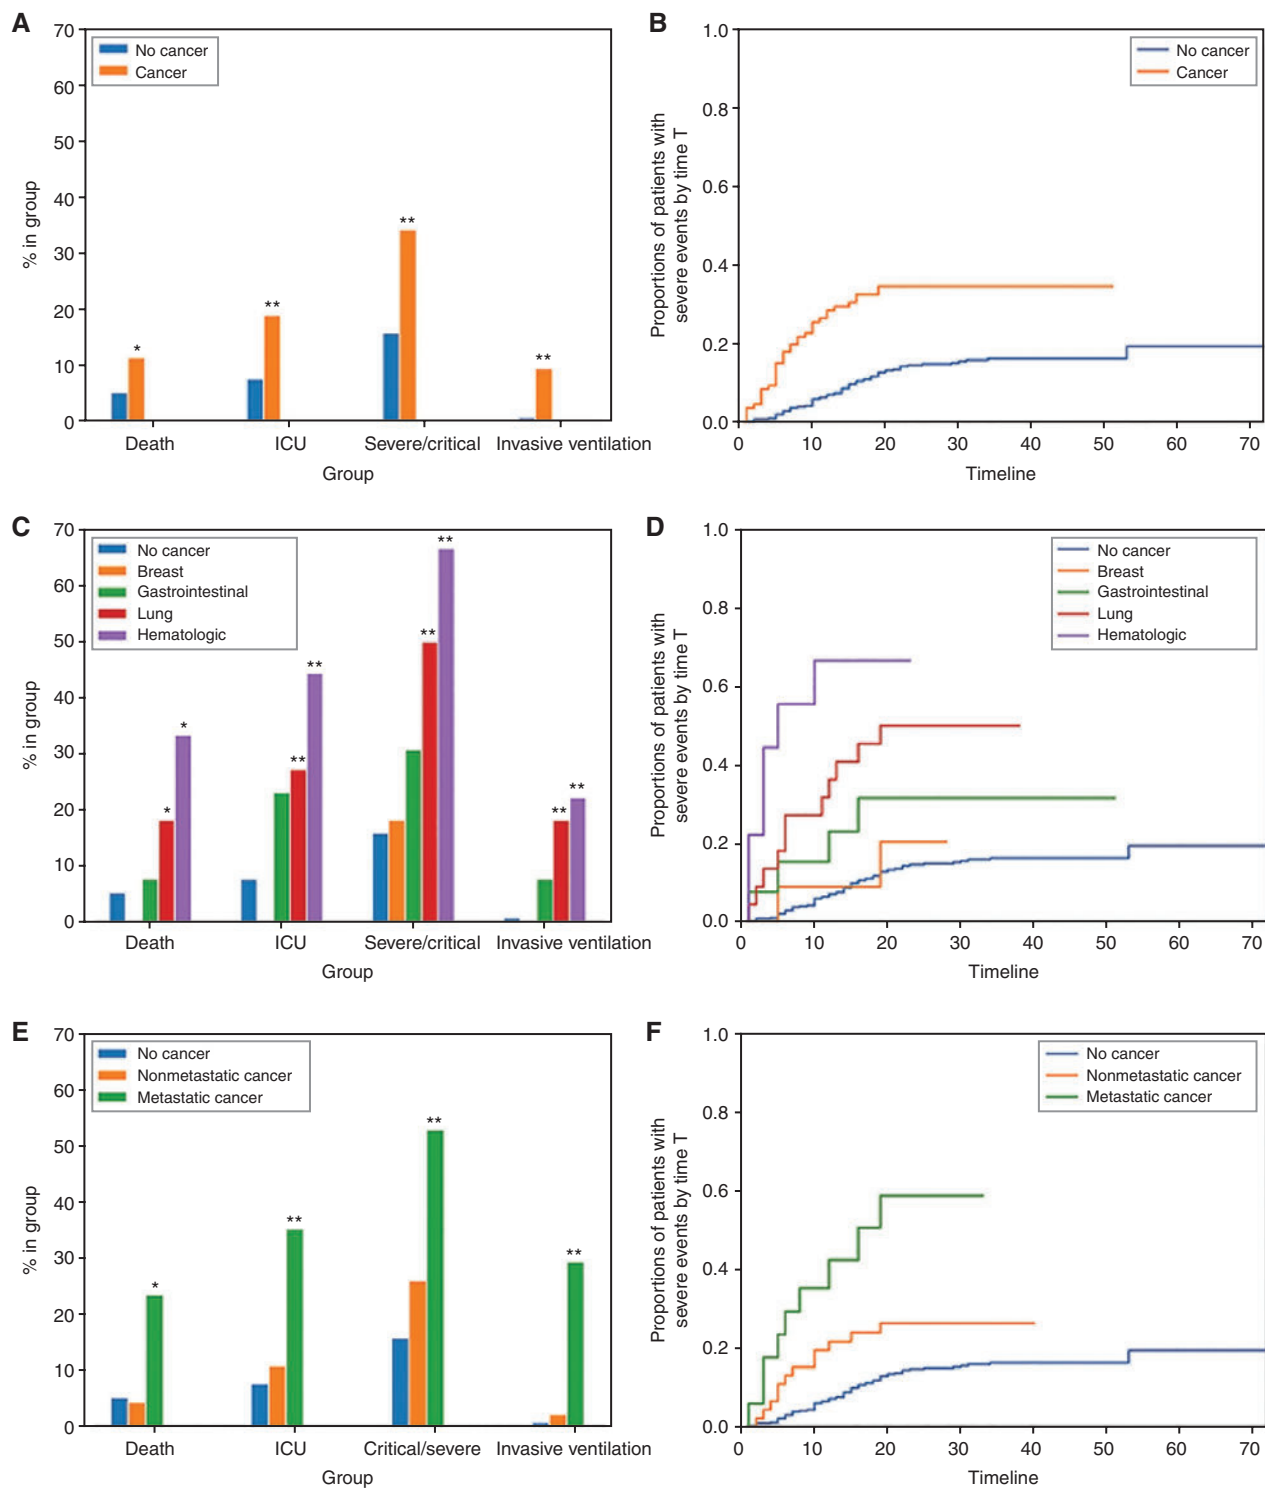 A
70
60
50
40
30
20
10
0
% in group
No cancer
Cancer
*
**
**
**
Death ICU Severe/critical Invasive ventilation
Group
B
1.0
0.8
0.6
0.4
0.2
0.0
Proportions of patients with
severe events by time T
No cancer
Cancer
0 10 20 30 40 50 60 70
Timeline
C
70
60
50
40
30
20
10
0
% in group
No cancer
Breast
Gastrointestinal
Lung
Hematologic
* *
** **
** **
** **
Death ICU Severe/critical Invasive ventilation
Group
D
1.0
0.8
0.6
0.4
0.2
0.0
Proportions of patients with
severe events by time T
No cancer
Breast
Gastrointestinal
Lung
Hematologic
0 10 20 30 40 50 60 70
Timeline
E
70
60
50
40
30
20
10
0
% in group
No cancer
Nonmetastatic cancer
Metastatic cancer
*
**
**
**
Death ICU Critical/severe Invasive ventilation
Group
F
1.0
0.8
0.6
0.4
0.2
0.0
Proportions of patients with
severe events by time T
No cancer
Nonmetastatic cancer
Metastatic cancer
0 10 20 30 40 50 60 70
Timeline